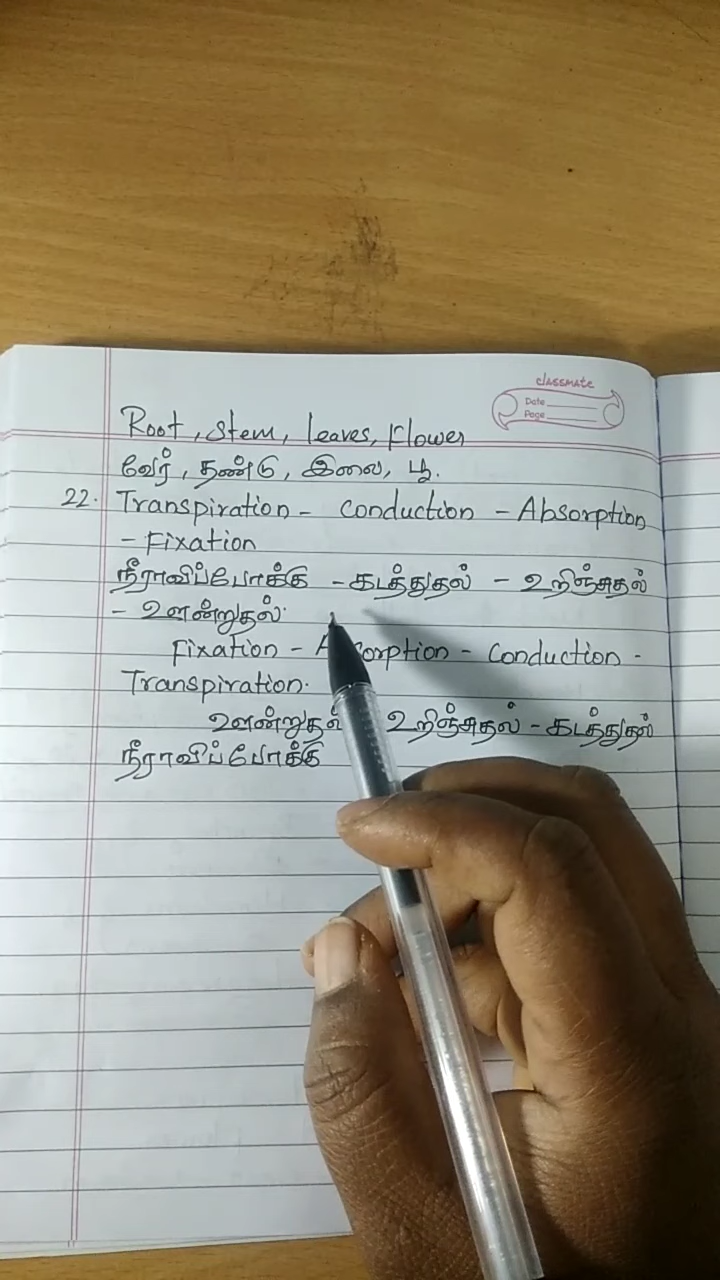 classmate
Date
Page
Root, stem, leaves, Flower
வேர், தண்டு, இலை, பூ.
22. Transpiration - conduction - Absorption
- Fixation
நீராவிப்போக்கு - கடத்துதல் - உறிஞ்சுதல்
- ஊன்றுதல்.
Fixation - Absorption - Conduction -
Transpiration.
ஊன்றுதல் உறிஞ்சுதல் - கடத்துதல்
நீராவிப்போக்கு